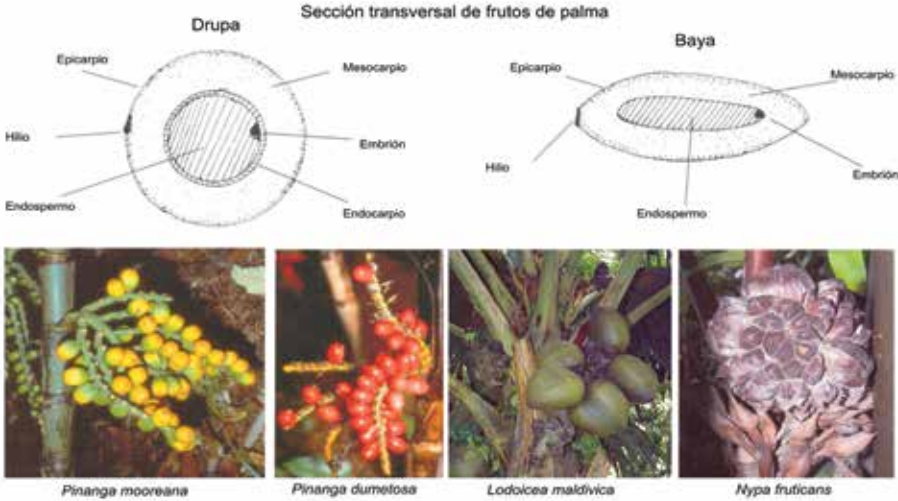 Sección transversal de frutos de palma
Drupa
Epicarpio
Mesocarpio
Hilio
Embrión
Endospermo
Endocarpio
Baya
Epicarpio
Mesocarpio
Hilio
Embrión
Endospermo
Pinanga mooreana
Pinanga dumetosa
Lodoicea maldivica
Nypa fruticans